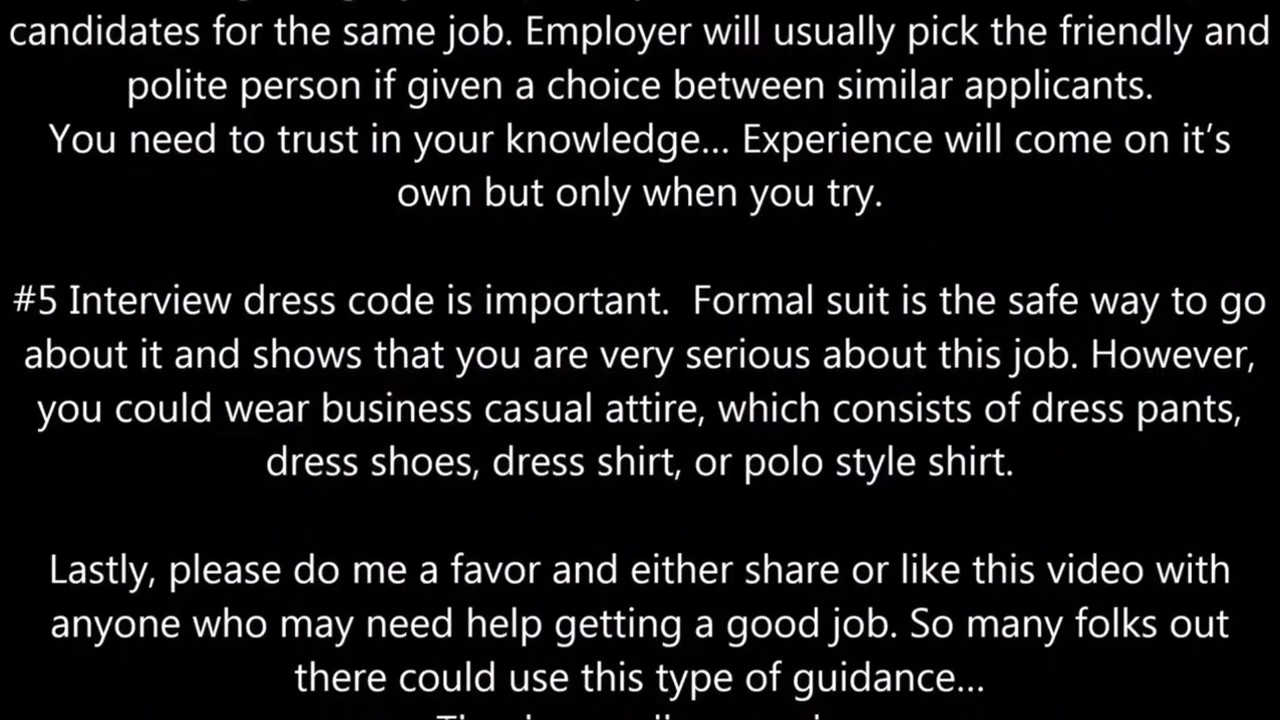 candidates for the same job. Employer will usually pick the friendly and
polite person if given a choice between similar applicants.
You need to trust in your knowledge... Experience will come on it's
own but only when you try.
#5 Interview dress code is important.  Formal suit is the safe way to go
about it and shows that you are very serious about this job. However,
you could wear business casual attire, which consists of dress pants,
dress shoes, dress shirt, or polo style shirt.
Lastly, please do me a favor and either share or like this video with
anyone who may need help getting a good job. So many folks out
there could use this type of guidance...